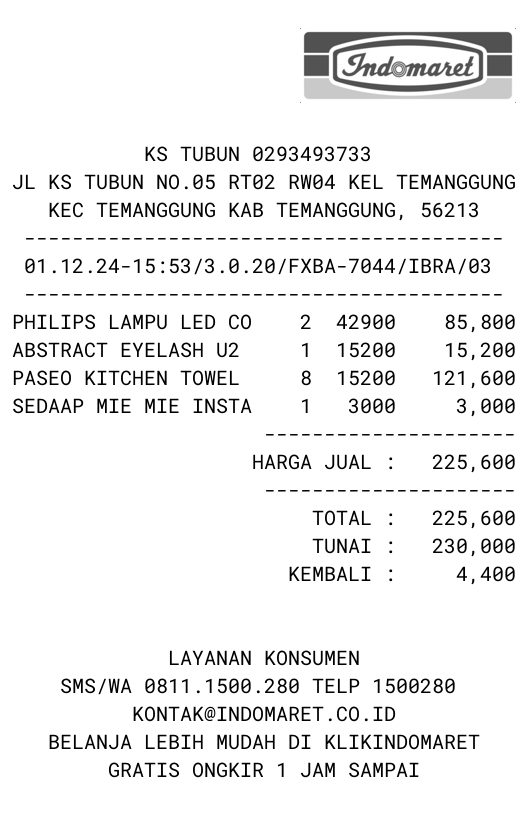 Indomaret
KS TUBUN 0293493733
JL KS TUBUN NO.05 RT02 RW04 KEL TEMANGGUNG
KEC TEMANGGUNG KAB TEMANGGUNG, 56213
----------------------------------------
01.12.24-15:53/3.0.20/FXBA-7044/IBRA/03
----------------------------------------
PHILIPS LAMPU LED CO 2 42900 85,800
ABSTRACT EYELASH U2 1 15200 15,200
PASEO KITCHEN TOWEL 8 15200 121,600
SEDAAP MIE MIE INSTA 1 3000 3,000
---------------------
HARGA JUAL : 225,600
---------------------
TOTAL : 225,600
TUNAI : 230,000
KEMBALI : 4,400
LAYANAN KONSUMEN
SMS/WA 0811.1500.280 TELP 1500280
KONTAK@INDOMARET.CO.ID
BELANJA LEBIH MUDAH DI KLIKINDOMARET
GRATIS ONGKIR 1 JAM SAMPAI